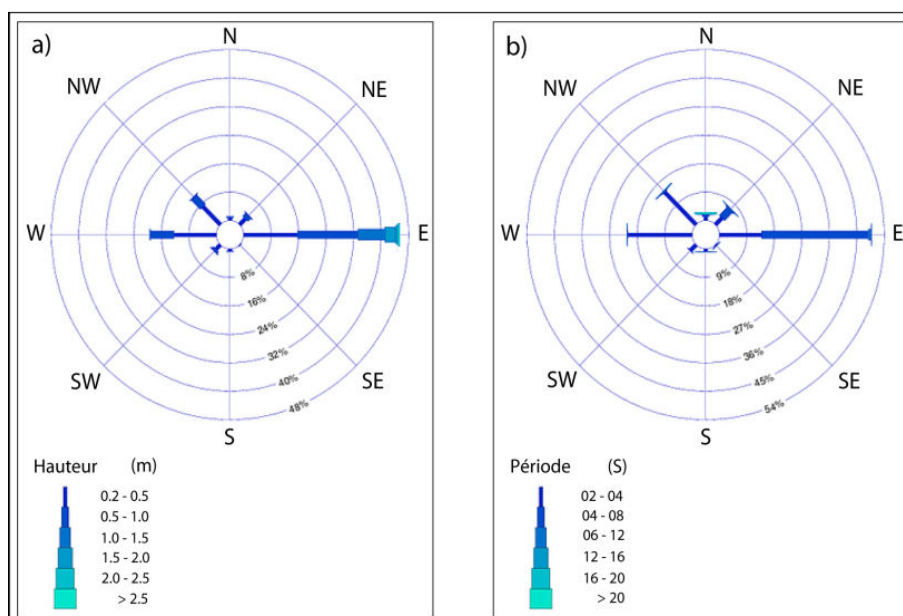 a)
N
NW
NE
W
E
8%
16%
24%
32%
40%
48%
SW
SE
S
Hauteur (m)
0.2 - 0.5
0.5 - 1.0
1.0 - 1.5
1.5 - 2.0
2.0 - 2.5
> 2.5
b)
N
NW
NE
W
E
9%
18%
27%
36%
45%
54%
SW
SE
S
Période (S)
02 - 04
04 - 08
06 - 12
12 - 16
16 - 20
> 20